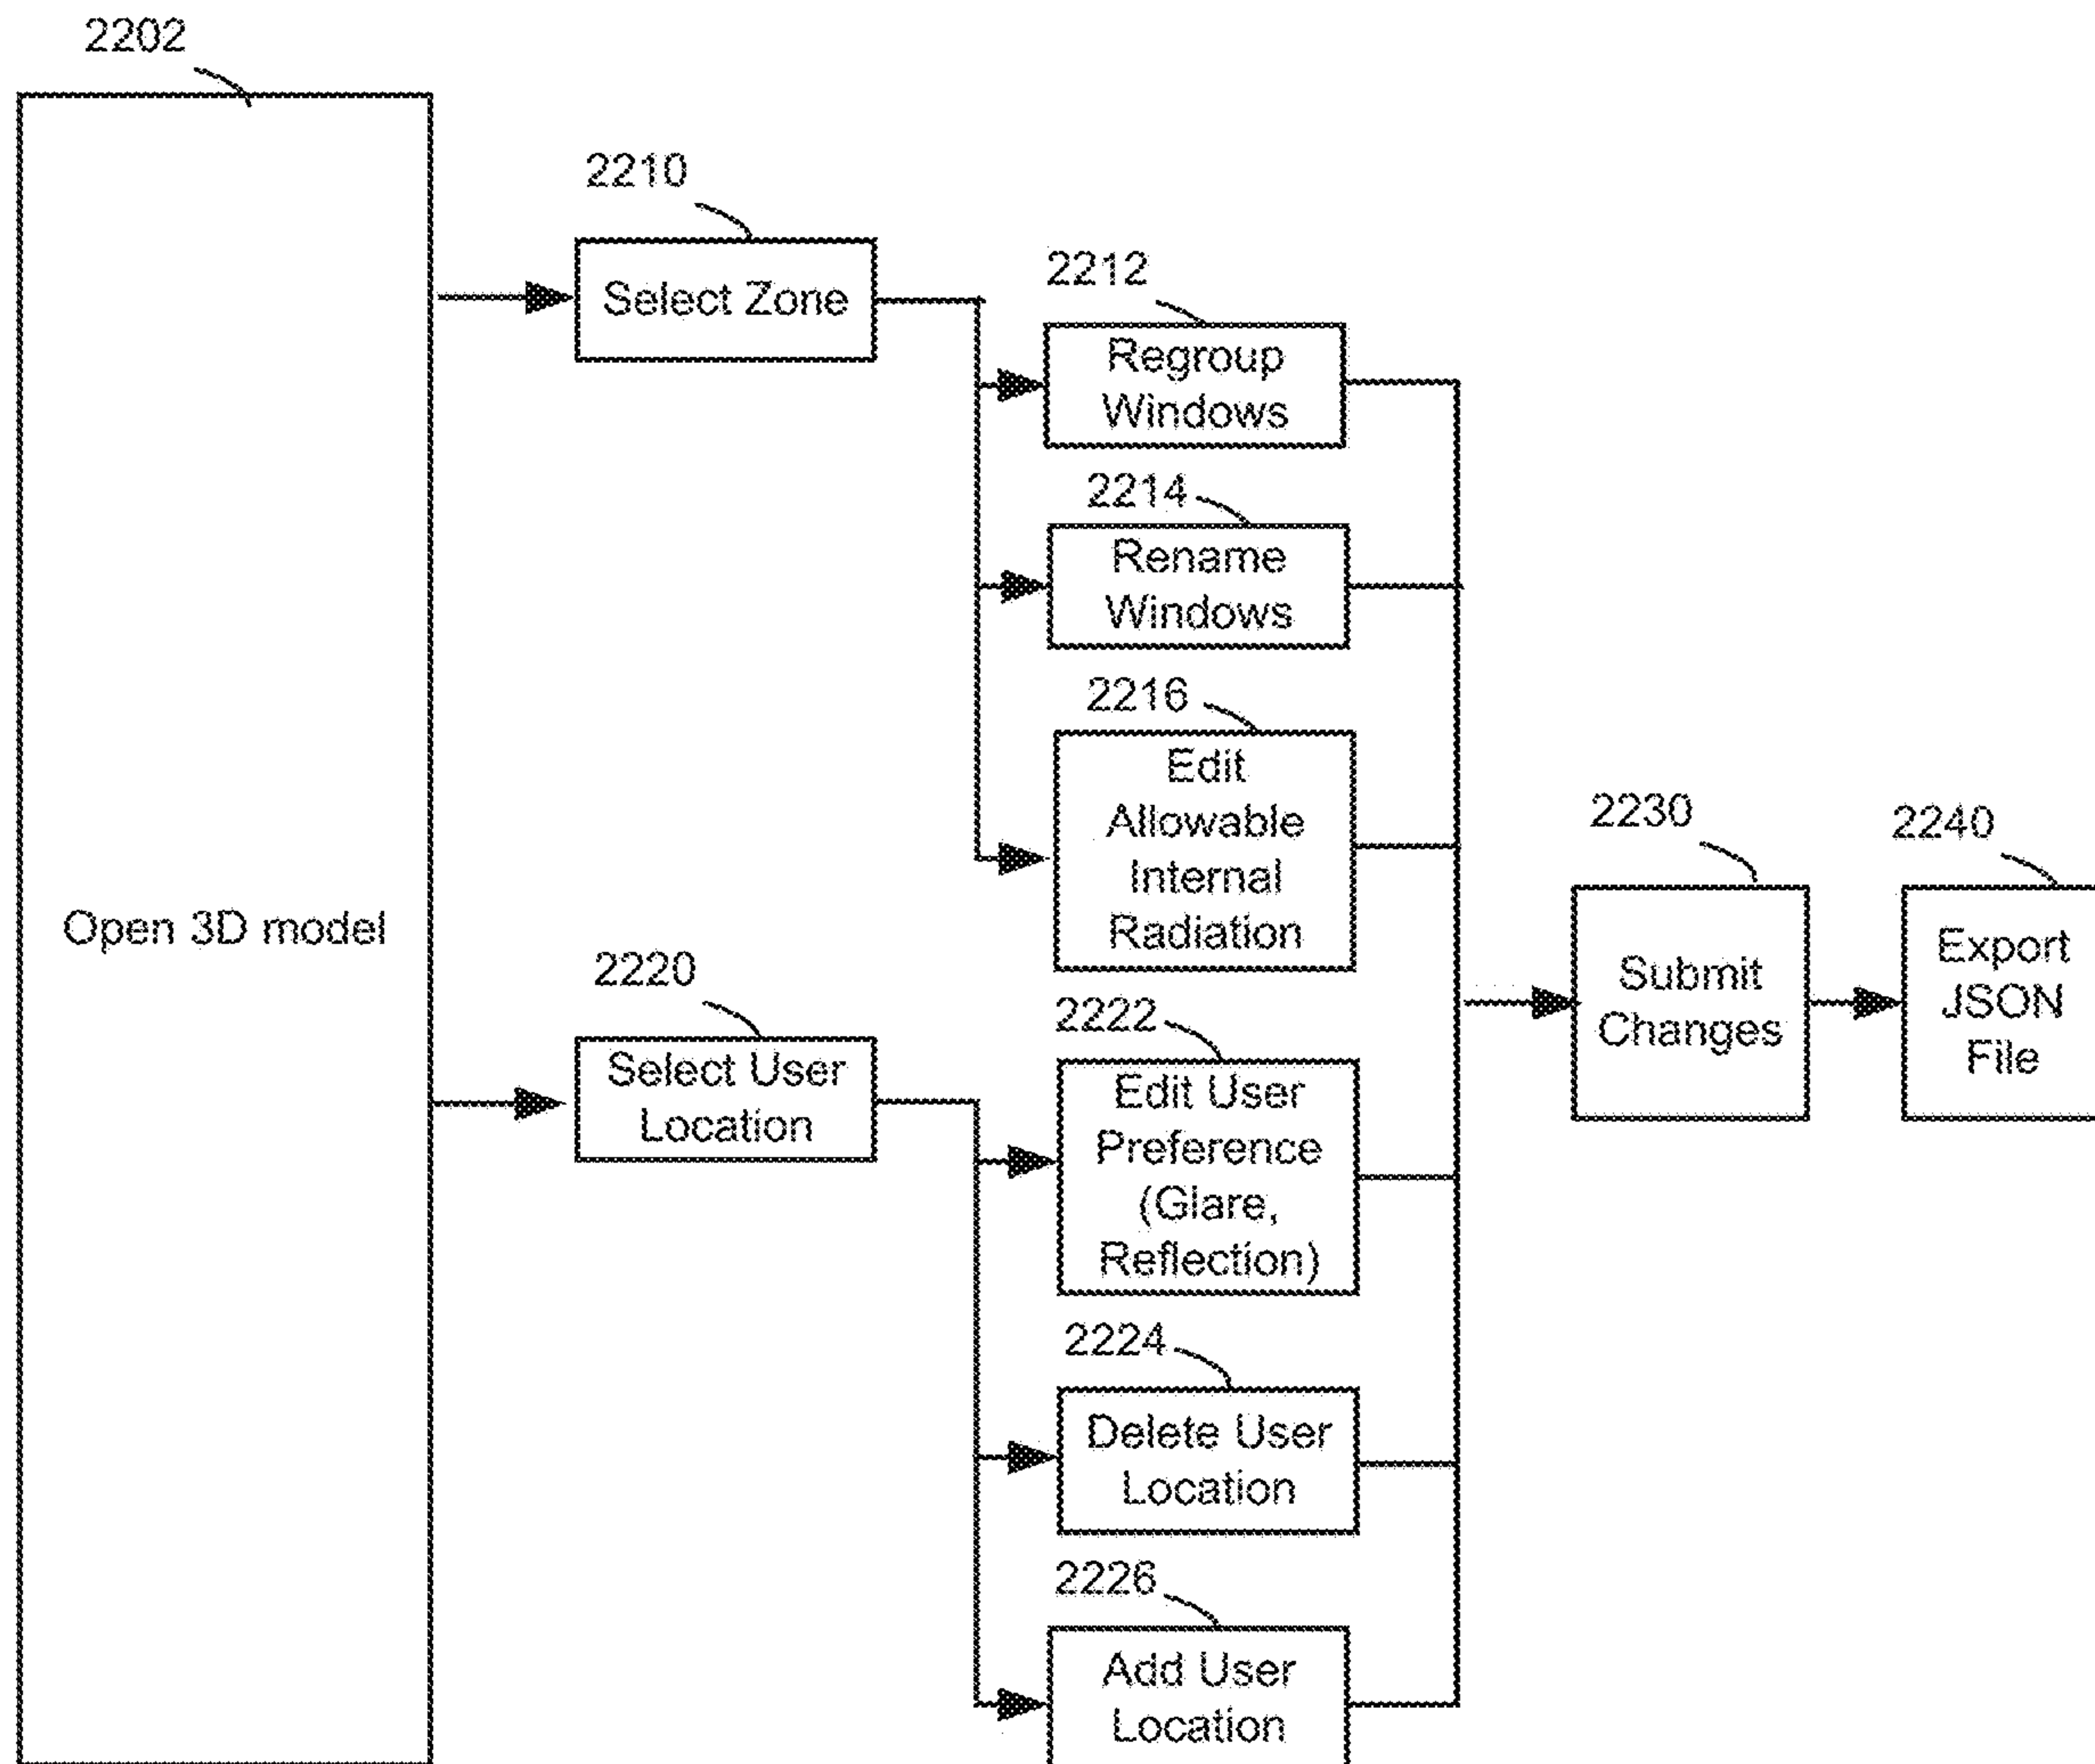 2202
Open 3D model
2210
Select Zone
2212
Regroup
Windows
2214
Rename
Windows
2216
Edit
Allowable
Internal
Radiation
2220
Select User
Location
2222
Edit User
Preference
(Glare,
Reflection)
2224
Delete User
Location
2226
Add User
Location
2230
Submit
Changes
2240
Export
JSON
File